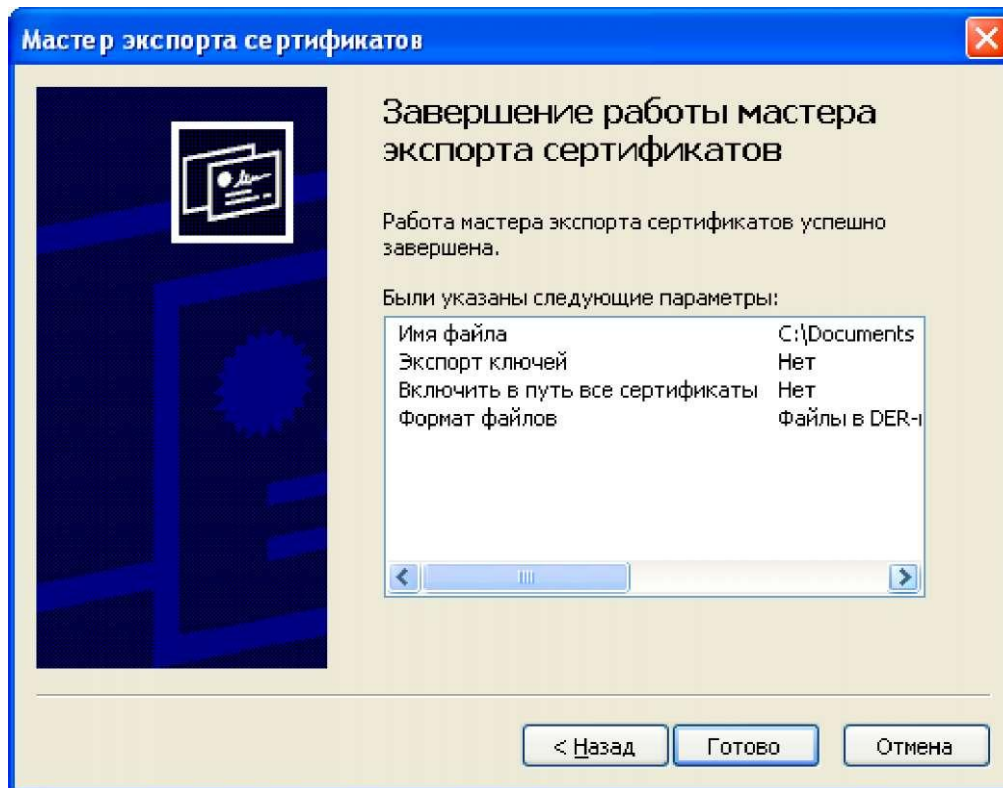 Мастер экспорта сертификатов
Завершение работы мастера
экспорта сертификатов
Работа мастера экспорта сертификатов успешно
завершена.
Были указаны следующие параметры:
Имя файла C:\Documents
Экспорт ключей Нет
Включить в путь все сертификаты Нет
Формат файлов Файлы в DER-
< Назад Готово Отмена